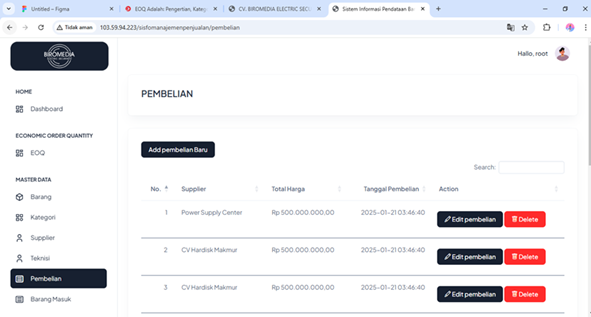 Untitled – Figma
EOQ Adalah: Pengertian, Kateg
CV. BIROMEDIA ELECTRIC SEC
Sistem Informasi Pendataan Ba
Tidak aman
103.59.94.223/sisfomanajemenpenjualan/pembelian
BIROMEDIA
Hallo, root
HOME
Dashboard
ECONOMIC ORDER QUANTITY
EOQ
MASTER DATA
Barang
Kategori
Supplier
Teknisi
Pembelian
Barang Masuk
PEMBELIAN
Add pembelian Baru
Search:
No. Supplier Total Harga Tanggal Pembelian Action
1 Power Supply Center Rp 500.000.000,00 2025-01-21 03:46:40 Edit pembelian Delete
2 CV Hardisk Makmur Rp 500.000.000,00 2025-01-21 03:46:40 Edit pembelian Delete
3 CV Hardisk Makmur Rp 500.000.000,00 2025-01-21 03:46:40 Edit pembelian Delete